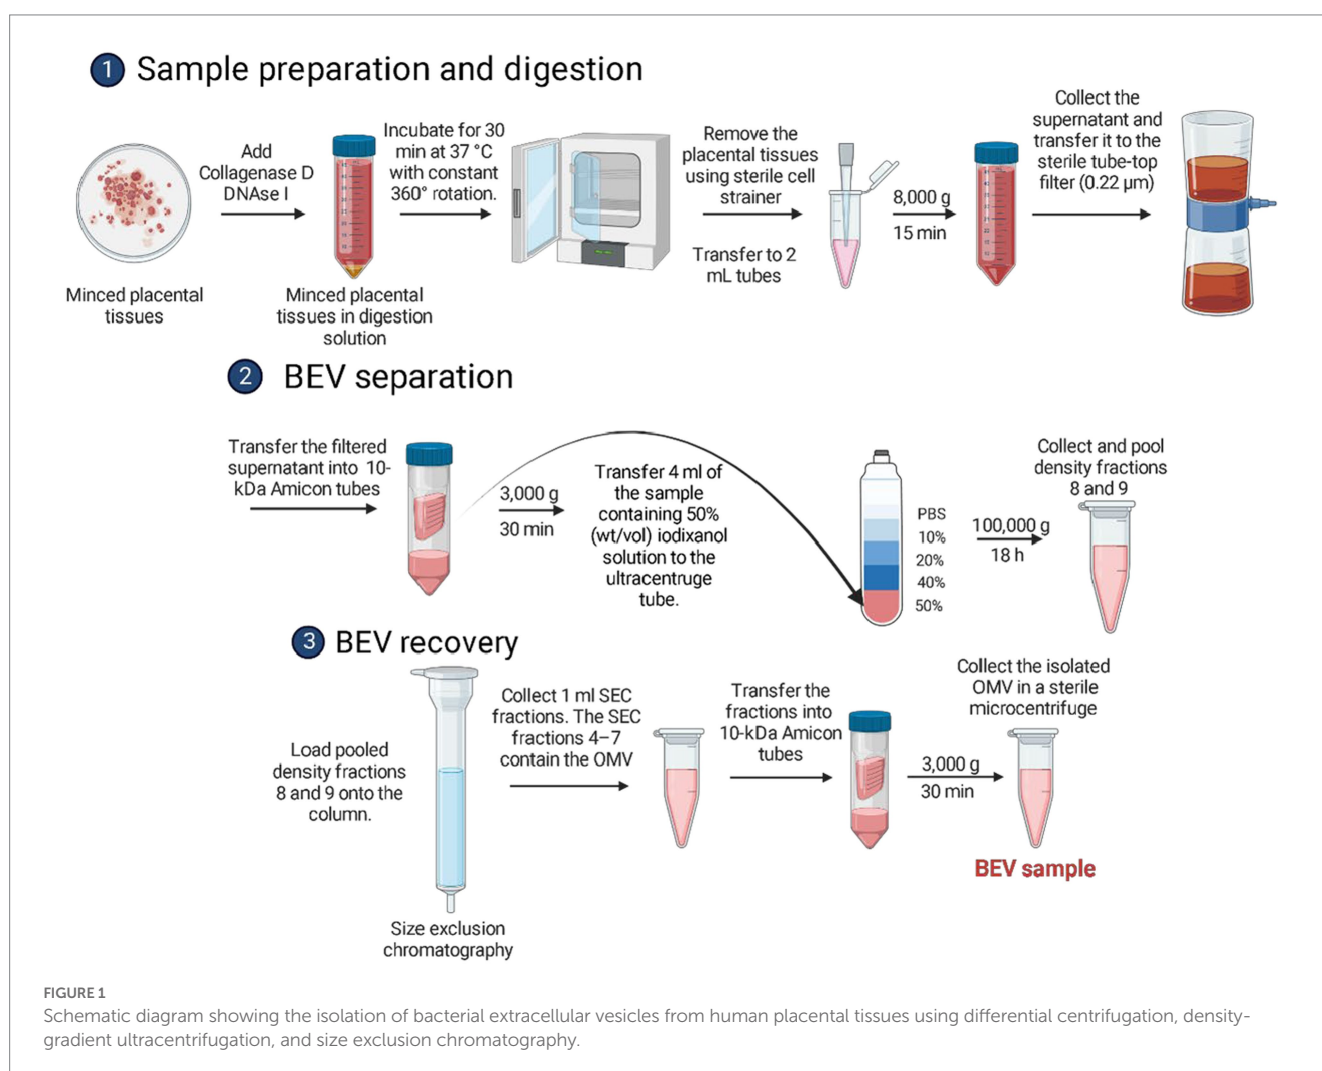 1 Sample preparation and digestion
Minced placental
tissues
Add
Collagenase D
DNAse I
Minced placental
tissues in digestion
solution
Incubate for 30
min at 37 °C
with constant
360° rotation.
Remove the
placental tissues
using sterile cell
strainer
Transfer to 2
mL tubes
8,000 g
15 min
Collect the
supernatant and
transfer it to the
sterile tube-top
filter (0.22 μm)
2 BEV separation
Transfer the filtered
supernatant into 10-
kDa Amicon tubes
3,000 g
30 min
Transfer 4 ml of
the sample
containing 50%
(wt/vol) iodixanol
solution to the
ultracentruge
tube.
PBS
10%
20%
40%
50%
100,000 g
18 h
Collect and pool
density fractions
8 and 9
3 BEV recovery
Load pooled
density fractions
8 and 9 onto the
column.
Size exclusion
chromatography
Collect 1 ml SEC
fractions. The SEC
fractions 4–7
contain the OMV
Transfer the
fractions into
10-kDa Amicon
tubes
3,000 g
30 min
Collect the isolated
OMV in a sterile
microcentrifuge
BEV sample
FIGURE 1
Schematic diagram showing the isolation of bacterial extracellular vesicles from human placental tissues using differential centrifugation, density-
gradient ultracentrifugation, and size exclusion chromatography.